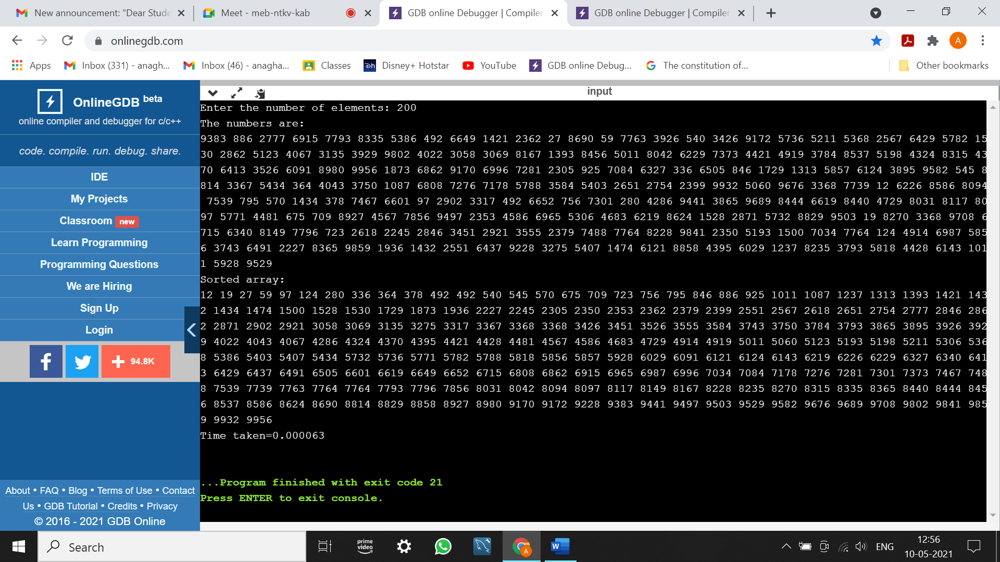 New announcement: "Dear Stude
Meet - meb-ntkv-kab
GDB online Debugger | Compiler
GDB online Debugger | Compiler
onlinegdb.com
A
Apps
Inbox (331) - anagh...
Inbox (46) - anagha...
Classes
Disney+ Hotstar
YouTube
GDB online Debug...
The constitution of...
Other bookmarks
OnlineGDB beta
online compiler and debugger for c/c++
code. compile. run. debug. share.
IDE
My Projects
Classroom new
Learn Programming
Programming Questions
We are Hiring
Sign Up
Login
94.8K
About • FAQ • Blog • Terms of Use • Contact
Us • GDB Tutorial • Credits • Privacy
© 2016 - 2021 GDB Online
input
Enter the number of elements: 200
The numbers are:
9383 886 2777 6915 7793 8335 5386 492 6649 1421 2362 27 8690 59 7763 3926 540 3426 9172 5736 5211 5368 2567 6429 5782 15
30 2862 5123 4067 3135 3929 9802 4022 3058 3069 8167 1393 8456 5011 8042 6229 7373 4421 4919 3784 8537 5198 4324 8315 43
70 6413 3526 6091 8980 9956 1873 6862 9170 6996 7281 2305 925 7084 6327 336 6505 846 1729 1313 5857 6124 3895 9582 545 8
814 3367 5434 364 4043 3750 1087 6808 7276 7178 5788 3584 5403 2651 2754 2399 9932 5060 9676 3368 7739 12 6226 8586 8094
7539 795 570 1434 378 7467 6601 97 2902 3317 492 6652 756 7301 280 4286 9441 3865 9689 8444 6619 8440 4729 8031 8117 80
97 5771 4481 675 709 8927 4567 7856 9497 2353 4586 6965 5306 4683 6219 8624 1528 2871 5732 8829 9503 19 8270 3368 9708 6
715 6340 8149 7796 723 2618 2245 2846 3451 2921 3555 2379 7488 7764 8228 9841 2350 5193 1500 7034 7764 124 4914 6987 585
6 3743 6491 2227 8365 9859 1936 1432 2551 6437 9228 3275 5407 1474 6121 8858 4395 6029 1237 8235 3793 5818 4428 6143 101
1 5928 9529
Sorted array:
12 19 27 59 97 124 280 336 364 378 492 492 540 545 570 675 709 723 756 795 846 886 925 1011 1087 1237 1313 1393 1421 143
2 1434 1474 1500 1528 1530 1729 1873 1936 2227 2245 2305 2350 2353 2362 2379 2399 2551 2567 2618 2651 2754 2777 2846 286
2 2871 2902 2921 3058 3069 3135 3275 3317 3367 3368 3368 3426 3451 3526 3555 3584 3743 3750 3784 3793 3865 3895 3926 392
9 4022 4043 4067 4286 4324 4370 4395 4421 4428 4481 4567 4586 4683 4729 4914 4919 5011 5060 5123 5193 5198 5211 5306 536
8 5386 5403 5407 5434 5732 5736 5771 5782 5788 5818 5856 5857 5928 6029 6091 6121 6124 6143 6219 6226 6229 6327 6340 641
3 6429 6437 6491 6505 6601 6619 6649 6652 6715 6808 6862 6915 6965 6987 6996 7034 7084 7178 7276 7281 7301 7373 7467 748
8 7539 7739 7763 7764 7764 7793 7796 7856 8031 8042 8094 8097 8117 8149 8167 8228 8235 8270 8315 8335 8365 8440 8444 845
6 8537 8586 8624 8690 8814 8829 8858 8927 8980 9170 9172 9228 9383 9441 9497 9503 9529 9582 9676 9689 9708 9802 9841 985
9 9932 9956
Time taken=0.000063
...Program finished with exit code 21
Press ENTER to exit console.
Search
prime
video
A
W
ENG
12:56
10-05-2021